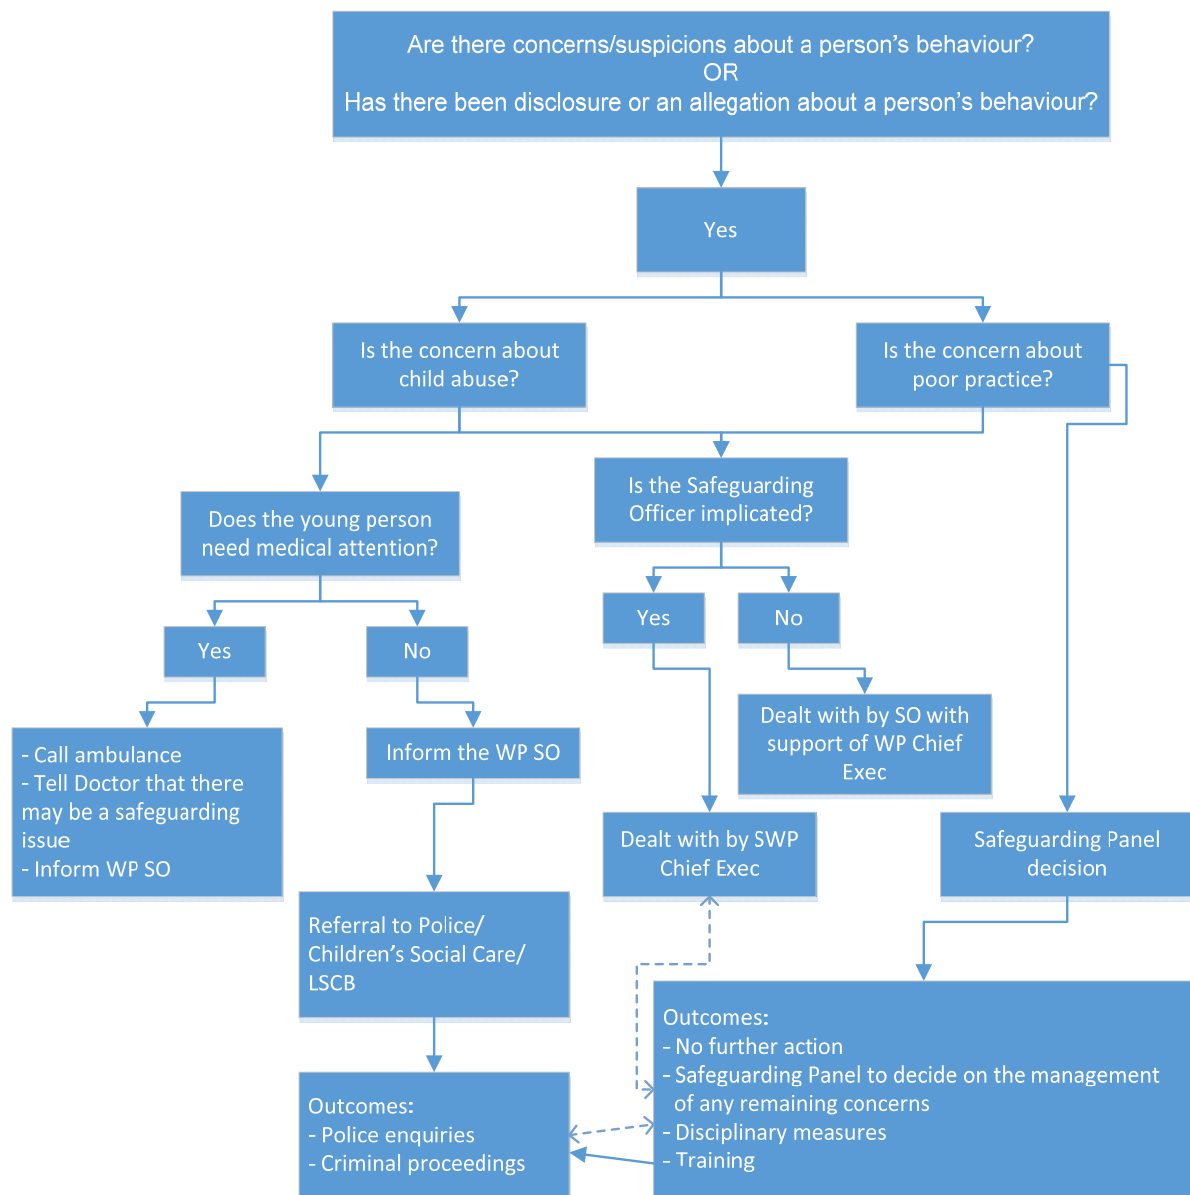 Are there concerns/suspicions about a person's behaviour?
OR
Has there been disclosure or an allegation about a person's behaviour?
Yes
Is the concern about
child abuse?
Is the concern about
poor practice?
Is the Safeguarding
Officer implicated?
Does the young person
need medical attention?
Yes
No
Yes
No
Dealt with by SO with
support of WP Chief
Exec
- Call ambulance
- Tell Doctor that there
may be a safeguarding
issue
- Inform WP SO
Inform the WP SO
Dealt with by SWP
Chief Exec
Safeguarding Panel
decision
Referral to Police/
Children's Social Care/
LSCB
Outcomes:
- No further action
- Safeguarding Panel to decide on the management
of any remaining concerns
- Disciplinary measures
- Training
Outcomes:
- Police enquiries
- Criminal proceedings